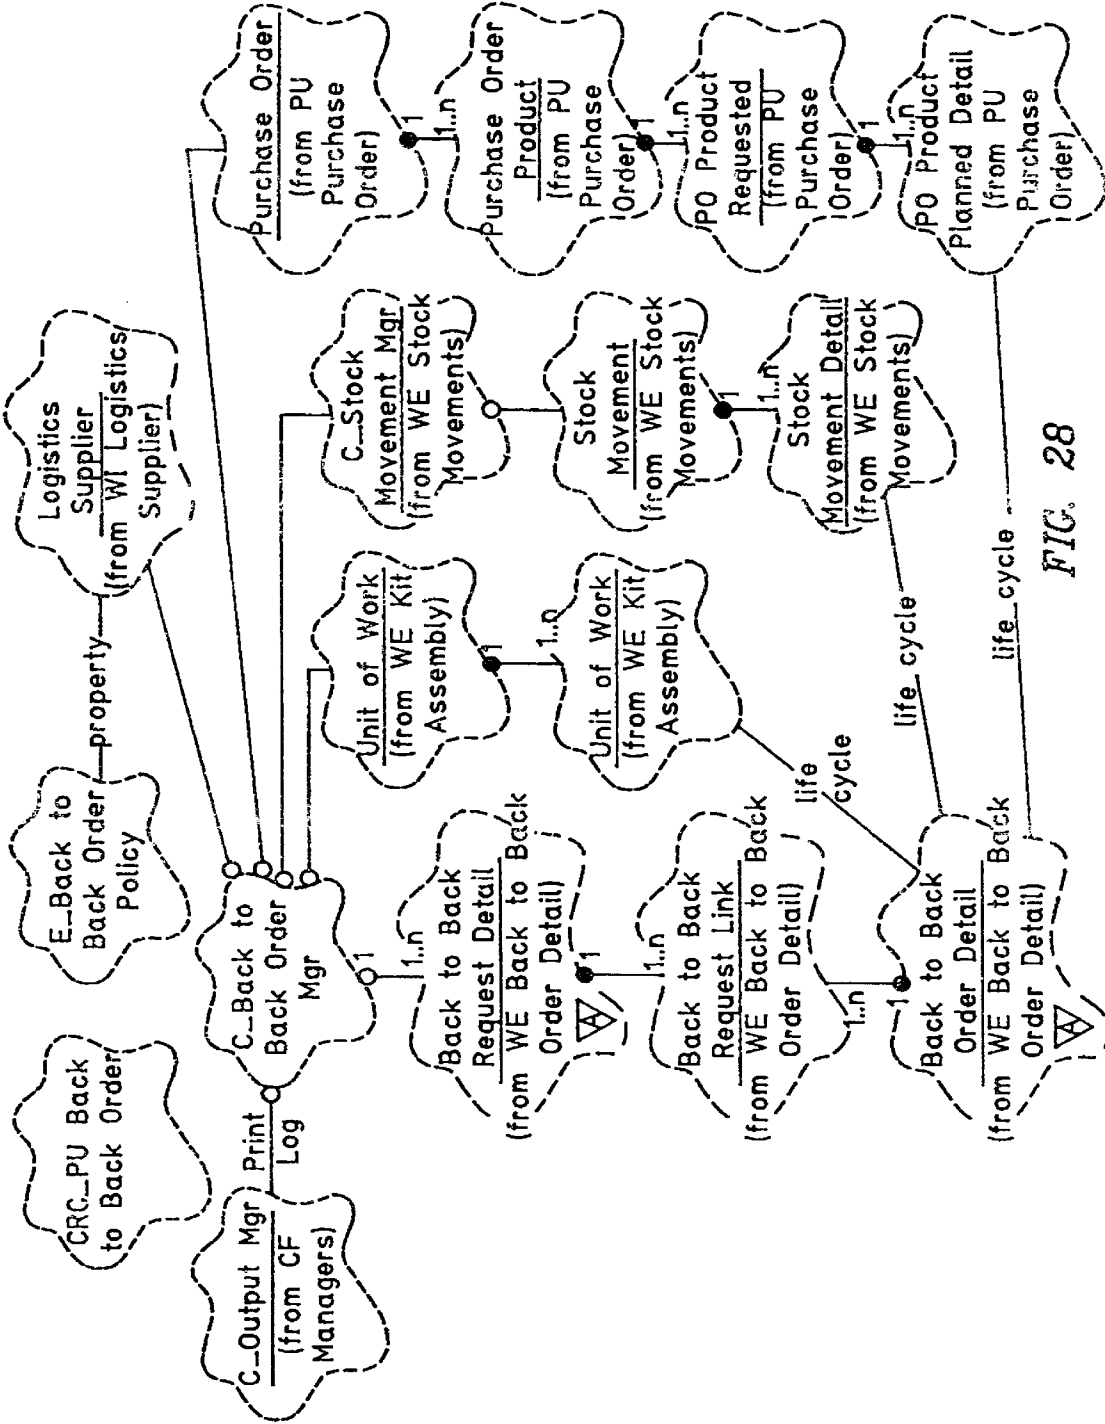 CRC_PU Back
to Back Order
E_Back to
Back Order
Policy
property
Logistics
Supplier
(from WI Logistics
Supplier)
C_Output Mgr
(from CF
Managers)
Print
Log
C_Back to
Back Order
Mgr
1
1..n
Back to Back
Request Detail
(from WE Back to Back
Order Detail)
A
1
1..n
Back to Back
Request Link
(from WE Back to Back
Order Detail)
1..n
1
Back to Back
Order Detail
(from WE Back to Back
Order Detail)
A
Unit of Work
(from WE Kit
Assembly)
1
1..n
Unit of Work
(from WE Kit
Assembly)
life
cycle
C_Stock
Movement Mgr
(from WE Stock
Movements)
Stock
Movement
(from WE Stock
Movements)
1
1..n
Stock
Movement Detail
(from WE Stock
Movements)
life cycle
Purchase Order
(from PU
Purchase
Order)
1
1..n
Purchase Order
Product
(from PU
Purchase
Order)
1
1..n
PO Product
Requested
(from PU
Purchase
Order)
1
1..n
PO Product
Planned Detail
(from PU
Purchase
Order)
life cycle
FIG. 28